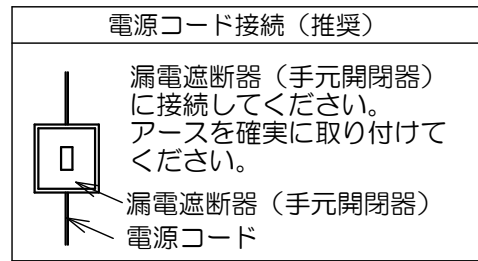 電源コード接続（推奨）
漏電遮断器（手元開閉器）
に接続してください。
アースを確実に取り付けて
ください。
漏電遮断器（手元開閉器）
電源コード